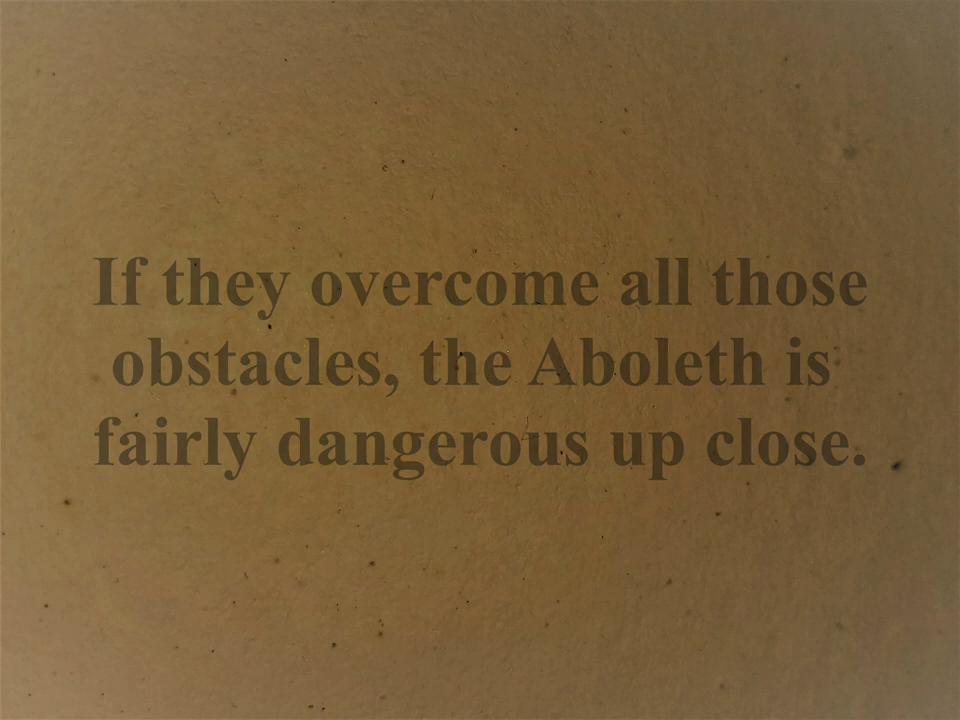 If they overcome all those
obstacles, the Aboleth is
fairly dangerous up close.